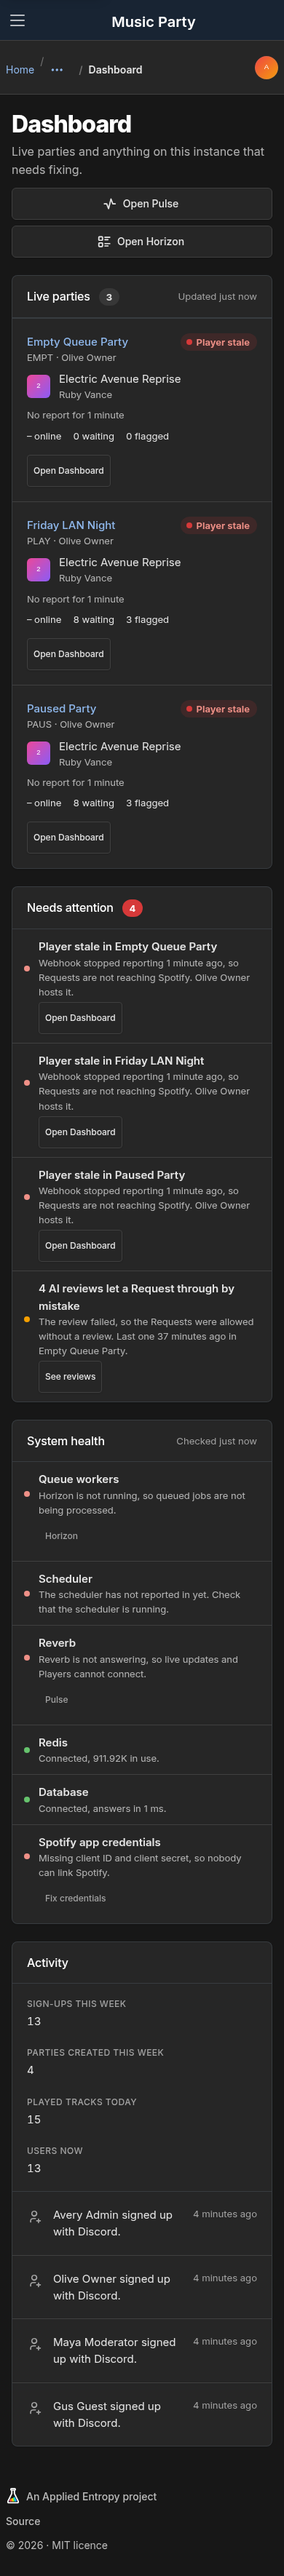 Music Party
Home / ••• / Dashboard
A
Dashboard
Live parties and anything on this instance that
needs fixing.
Open Pulse
Open Horizon
Live parties 3 Updated just now
Empty Queue Party Player stale
EMPT · Olive Owner
2
Electric Avenue Reprise
Ruby Vance
No report for 1 minute
– online 0 waiting 0 flagged
Open Dashboard
Friday LAN Night Player stale
PLAY · Olive Owner
2
Electric Avenue Reprise
Ruby Vance
No report for 1 minute
– online 8 waiting 3 flagged
Open Dashboard
Paused Party Player stale
PAUS · Olive Owner
2
Electric Avenue Reprise
Ruby Vance
No report for 1 minute
– online 8 waiting 3 flagged
Open Dashboard
Needs attention 4
Player stale in Empty Queue Party
Webhook stopped reporting 1 minute ago, so
Requests are not reaching Spotify. Olive Owner
hosts it.
Open Dashboard
Player stale in Friday LAN Night
Webhook stopped reporting 1 minute ago, so
Requests are not reaching Spotify. Olive Owner
hosts it.
Open Dashboard
Player stale in Paused Party
Webhook stopped reporting 1 minute ago, so
Requests are not reaching Spotify. Olive Owner
hosts it.
Open Dashboard
4 AI reviews let a Request through by
mistake
The review failed, so the Requests were allowed
without a review. Last one 37 minutes ago in
Empty Queue Party.
See reviews
System health Checked just now
Queue workers
Horizon is not running, so queued jobs are not
being processed.
Horizon
Scheduler
The scheduler has not reported in yet. Check
that the scheduler is running.
Reverb
Reverb is not answering, so live updates and
Players cannot connect.
Pulse
Redis
Connected, 911.92K in use.
Database
Connected, answers in 1 ms.
Spotify app credentials
Missing client ID and client secret, so nobody
can link Spotify.
Fix credentials
Activity
SIGN-UPS THIS WEEK
13
PARTIES CREATED THIS WEEK
4
PLAYED TRACKS TODAY
15
USERS NOW
13
Avery Admin signed up 4 minutes ago
with Discord.
Olive Owner signed up 4 minutes ago
with Discord.
Maya Moderator signed 4 minutes ago
up with Discord.
Gus Guest signed up 4 minutes ago
with Discord.
An Applied Entropy project
Source
© 2026 · MIT licence